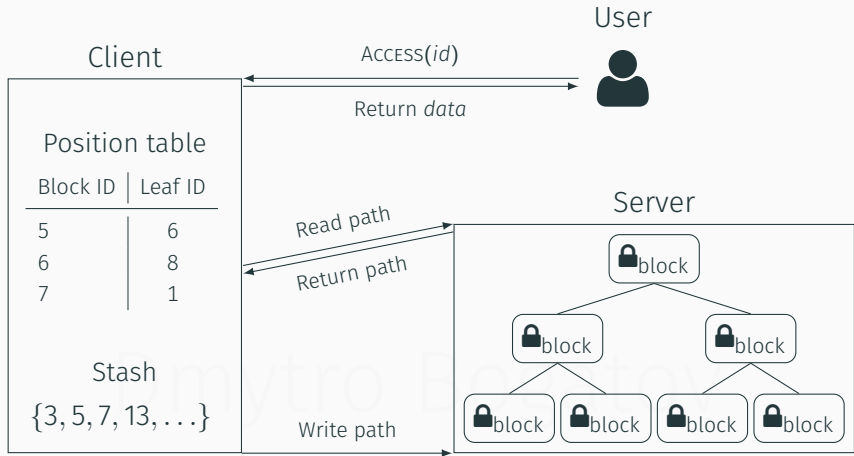 User
Client
ACCESS(id)
Return data
Position table
Block ID Leaf ID
5 6
6 8
7 1
Read path
Return path
Server
block
block block
block block block block
Stash
{3, 5, 7, 13, . . .}
Write path
Dmytro Bogatov